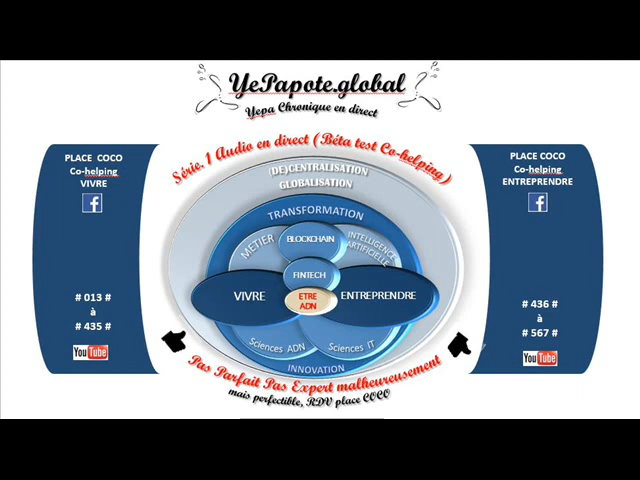 YePapote.global
Yepa Chronique en direct
Série. 1 Audio en direct (Béta test Co-helping)
PLACE COCO
Co-helping
VIVRE
# 013 #
à
# 435 #
YouTube
(DE)CENTRALISATION
GLOBALISATION
TRANSFORMATION
METIER
BLOCKCHAIN
INTELLIGENCE
ARTIFICIELLE
FINTECH
VIVRE
ETRE
ADN
ENTREPRENDRE
Sciences ADN
Sciences IT
INNOVATION
Pas Parfait Pas Expert malheureusement
mais perfectible, RDV place COCO
PLACE COCO
Co-helping
ENTREPRENDRE
# 436 #
à
# 567 #
YouTube